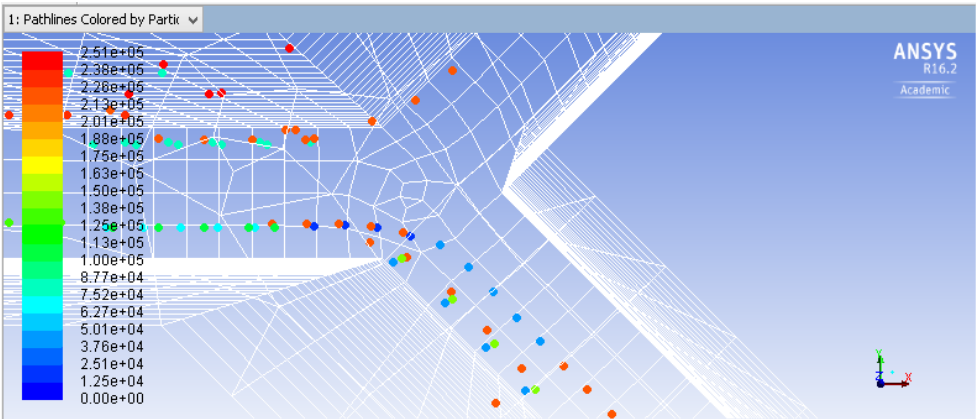 1: Pathlines Colored by Partic
ANSYS
R16.2
Academic
2.51e+05
2.38e+05
2.26e+05
2.13e+05
2.01e+05
1.88e+05
1.75e+05
1.63e+05
1.50e+05
1.38e+05
1.25e+05
1.13e+05
1.00e+05
8.77e+04
7.52e+04
6.27e+04
5.01e+04
3.76e+04
2.51e+04
1.25e+04
0.00e+00
Y
Z
X